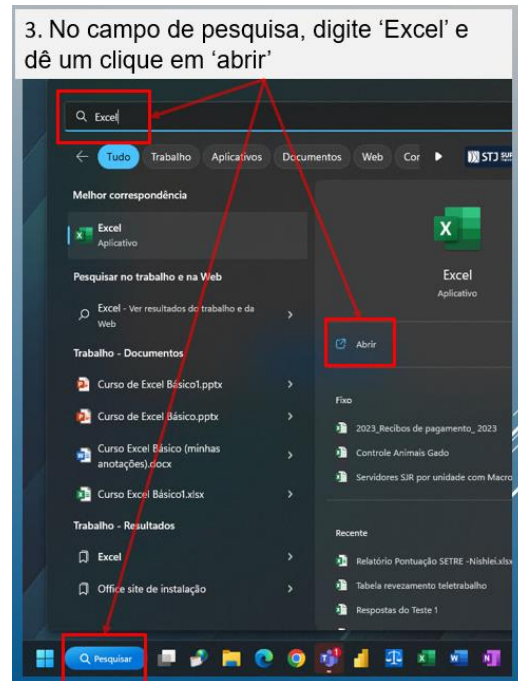 3. No campo de pesquisa, digite ‘Excel’ e
dê um clique em ‘abrir’
Excel
Tudo Trabalho Aplicativos Documentos Web Cor STJ
Melhor correspondência
Excel
Aplicativo
Excel
Aplicativo
Pesquisar no trabalho e na Web
Excel - Ver resultados do trabalho e da
Web
Abrir
Trabalho - Documentos
Curso de Excel Básico1.pptx
Curso de Excel Básico.pptx
Curso Excel Básico (minhas
anotações).docx
Curso Excel Básico1.xlsx
Trabalho - Resultados
Excel
Office site de instalação
Fixo
2023_Recibos de pagamento_ 2023
Controle Animais Gado
Servidores SJR por unidade com Macro
Recente
Relatório Pontuação SETRE -Nishlei.xlsx
Tabela revezamento teletrabalho
Respostas do Teste 1
Pesquisar